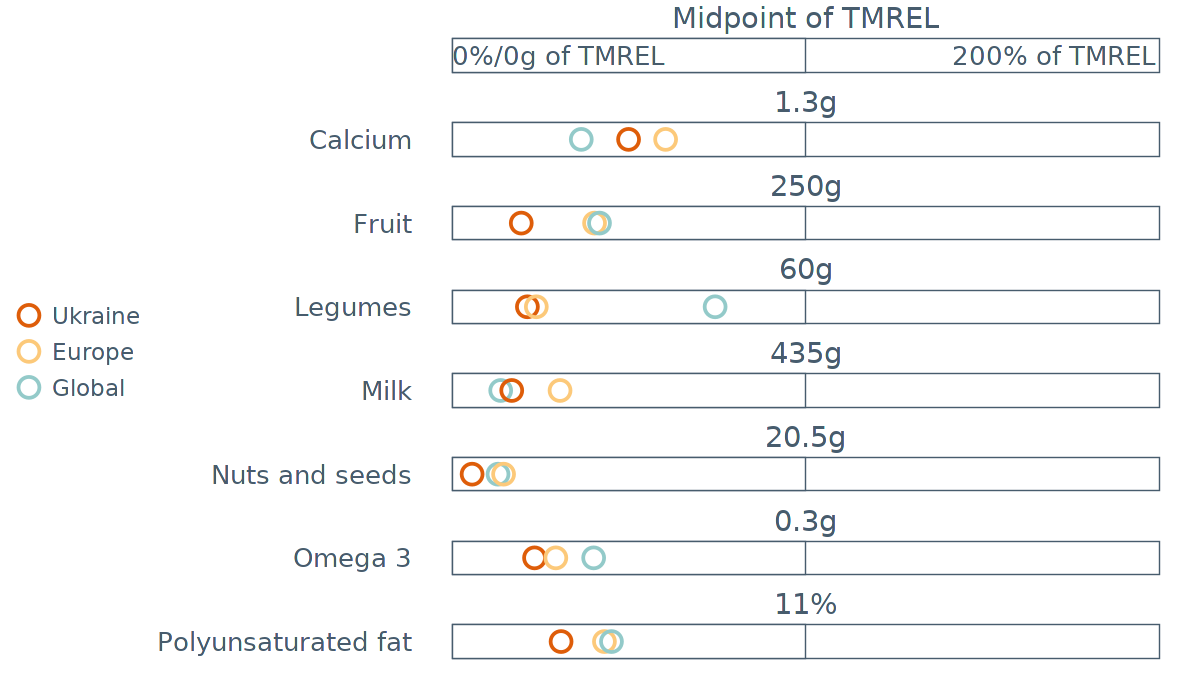 Midpoint of TMREL
0%/0g of TMREL
200% of TMREL
1.3g
Calcium
250g
Fruit
60g
Legumes
435g
Milk
20.5g
Nuts and seeds
0.3g
Omega 3
11%
Polyunsaturated fat
Ukraine
Europe
Global